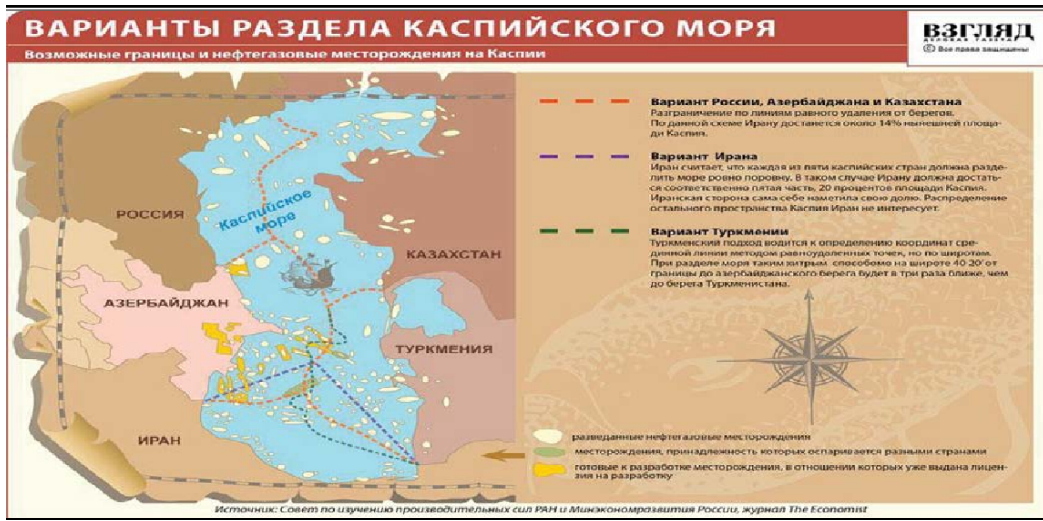 ВАРИАНТЫ РАЗДЕЛА КАСПИЙСКОГО МОРЯ
Возможные границы и нефтегазовые месторождения на Каспии
ВЗГЛЯД
ДЕЛОВАЯ ГАЗЕТА
© Все права защищены
Вариант России, Азербайджана и Казахстана
Разграничение по линиям равного удаления от берегов.
По данной схеме Ирану достанется около 14% нынешней площа-
ди Каспия.
Вариант Ирана
Иран считает, что каждая из пяти каспийских стран должна разде-
лить море ровно поровну. В таком случае Ирану должна достать-
ся соответственно пятая часть, 20 процентов площади Каспия.
Иранская сторона сама себе наметила свою долю. Распределение
остального пространства Каспия Иран не интересует.
Вариант Туркмении
Туркменский подход водится к определению координат сре-
динной линии методом равноудаленных точек, но по широтам.
При разделе моря таким хитрым способомо на широте 40 20' от
границы до азербайджанского берега будет в три раза ближе, чем
до берега Туркменистана.
РОССИЯ
Каспийское
море
КАЗАХСТАН
АЗЕРБАЙДЖАН
ТУРКМЕНИЯ
ИРАН
разведанные нефтегазовые месторождения
месторождения, принадлежность которых оспаривается разными странами
готовые к разработке месторождения, в отношении которых уже выдана лицен-
зия на разработку
Источник: Совет по изучению производительных сил РАН и Минэкономразвития России, журнал The Economist